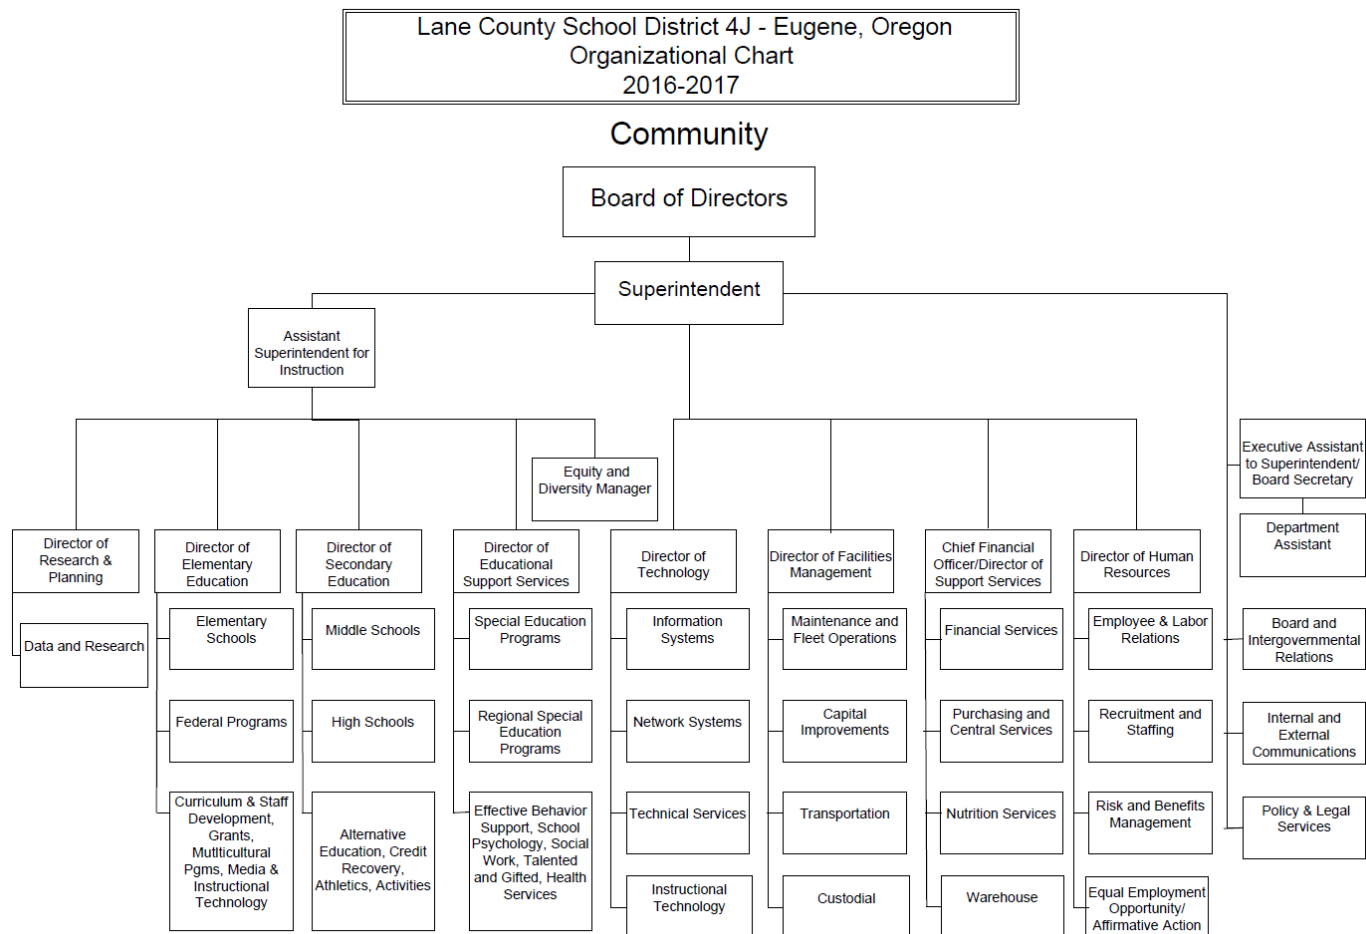 Lane County School District 4J - Eugene, Oregon
Organizational Chart
2016-2017
Community
Board of Directors
Superintendent
Assistant
Superintendent for
Instruction
Equity and
Diversity Manager
Executive Assistant
to Superintendent/
Board Secretary
Department
Assistant
Director of
Research &
Planning
Director of
Elementary
Education
Director of
Secondary
Education
Director of
Educational
Support Services
Director of
Technology
Director of Facilities
Management
Chief Financial
Officer/Director of
Support Services
Director of Human
Resources
Data and Research
Elementary
Schools
Middle Schools
Special Education
Programs
Information
Systems
Maintenance and
Fleet Operations
Financial Services
Employee & Labor
Relations
Board and
Intergovernmental
Relations
Federal Programs
High Schools
Regional Special
Education
Programs
Network Systems
Capital
Improvements
Purchasing and
Central Services
Recruitment and
Staffing
Internal and
External
Communications
Curriculum & Staff
Development,
Grants,
Mutlticultural
Pgms, Media &
Instructional
Technology
Alternative
Education, Credit
Recovery,
Athletics, Activities
Effective Behavior
Support, School
Psychology, Social
Work, Talented
and Gifted, Health
Services
Technical Services
Transportation
Nutrition Services
Risk and Benefits
Management
Policy & Legal
Services
Instructional
Technology
Custodial
Warehouse
Equal Employment
Opportunity/
Affirmative Action